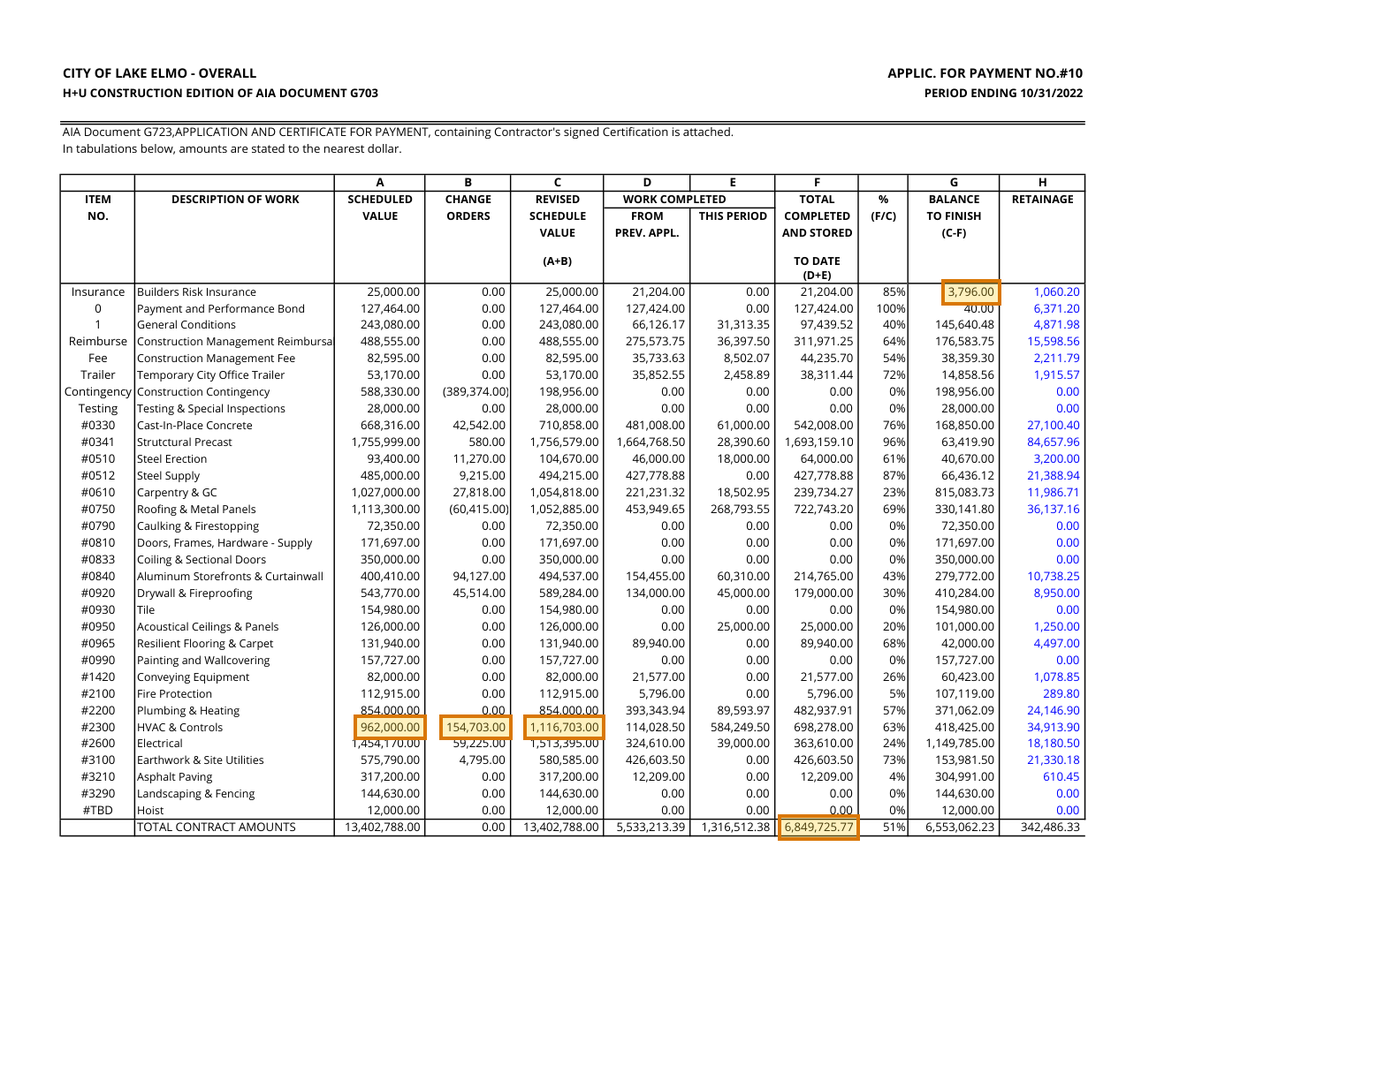 CITY OF LAKE ELMO - OVERALL APPLIC. FOR PAYMENT NO.#10
H+U CONSTRUCTION EDITION OF AIA DOCUMENT G703 PERIOD ENDING 10/31/2022
AIA Document G723,APPLICATION AND CERTIFICATE FOR PAYMENT, containing Contractor's signed Certification is attached.
In tabulations below, amounts are stated to the nearest dollar.
A B C D E F G H
ITEM DESCRIPTION OF WORK SCHEDULED CHANGE REVISED WORK COMPLETED TOTAL % BALANCE RETAINAGE
NO. VALUE ORDERS SCHEDULE FROM THIS PERIOD COMPLETED (F/C) TO FINISH
VALUE PREV. APPL. AND STORED (C-F)
(A+B) TO DATE
(D+E)
Insurance Builders Risk Insurance 25,000.00 0.00 25,000.00 21,204.00 0.00 21,204.00 85% 3,796.00 1,060.20
0 Payment and Performance Bond 127,464.00 0.00 127,464.00 127,424.00 0.00 127,424.00 100% 40.00 6,371.20
1 General Conditions 243,080.00 0.00 243,080.00 66,126.17 31,313.35 97,439.52 40% 145,640.48 4,871.98
Reimburse Construction Management Reimbursa 488,555.00 0.00 488,555.00 275,573.75 36,397.50 311,971.25 64% 176,583.75 15,598.56
Fee Construction Management Fee 82,595.00 0.00 82,595.00 35,733.63 8,502.07 44,235.70 54% 38,359.30 2,211.79
Trailer Temporary City Office Trailer 53,170.00 0.00 53,170.00 35,852.55 2,458.89 38,311.44 72% 14,858.56 1,915.57
Contingency Construction Contingency 588,330.00 (389,374.00) 198,956.00 0.00 0.00 0.00 0% 198,956.00 0.00
Testing Testing & Special Inspections 28,000.00 0.00 28,000.00 0.00 0.00 0.00 0% 28,000.00 0.00
#0330 Cast-In-Place Concrete 668,316.00 42,542.00 710,858.00 481,008.00 61,000.00 542,008.00 76% 168,850.00 27,100.40
#0341 Strutctural Precast 1,755,999.00 580.00 1,756,579.00 1,664,768.50 28,390.60 1,693,159.10 96% 63,419.90 84,657.96
#0510 Steel Erection 93,400.00 11,270.00 104,670.00 46,000.00 18,000.00 64,000.00 61% 40,670.00 3,200.00
#0512 Steel Supply 485,000.00 9,215.00 494,215.00 427,778.88 0.00 427,778.88 87% 66,436.12 21,388.94
#0610 Carpentry & GC 1,027,000.00 27,818.00 1,054,818.00 221,231.32 18,502.95 239,734.27 23% 815,083.73 11,986.71
#0750 Roofing & Metal Panels 1,113,300.00 (60,415.00) 1,052,885.00 453,949.65 268,793.55 722,743.20 69% 330,141.80 36,137.16
#0790 Caulking & Firestopping 72,350.00 0.00 72,350.00 0.00 0.00 0.00 0% 72,350.00 0.00
#0810 Doors, Frames, Hardware - Supply 171,697.00 0.00 171,697.00 0.00 0.00 0.00 0% 171,697.00 0.00
#0833 Coiling & Sectional Doors 350,000.00 0.00 350,000.00 0.00 0.00 0.00 0% 350,000.00 0.00
#0840 Aluminum Storefronts & Curtainwall 400,410.00 94,127.00 494,537.00 154,455.00 60,310.00 214,765.00 43% 279,772.00 10,738.25
#0920 Drywall & Fireproofing 543,770.00 45,514.00 589,284.00 134,000.00 45,000.00 179,000.00 30% 410,284.00 8,950.00
#0930 Tile 154,980.00 0.00 154,980.00 0.00 0.00 0.00 0% 154,980.00 0.00
#0950 Acoustical Ceilings & Panels 126,000.00 0.00 126,000.00 0.00 25,000.00 25,000.00 20% 101,000.00 1,250.00
#0965 Resilient Flooring & Carpet 131,940.00 0.00 131,940.00 89,940.00 0.00 89,940.00 68% 42,000.00 4,497.00
#0990 Painting and Wallcovering 157,727.00 0.00 157,727.00 0.00 0.00 0.00 0% 157,727.00 0.00
#1420 Conveying Equipment 82,000.00 0.00 82,000.00 21,577.00 0.00 21,577.00 26% 60,423.00 1,078.85
#2100 Fire Protection 112,915.00 0.00 112,915.00 5,796.00 0.00 5,796.00 5% 107,119.00 289.80
#2200 Plumbing & Heating 854,000.00 0.00 854,000.00 393,343.94 89,593.97 482,937.91 57% 371,062.09 24,146.90
#2300 HVAC & Controls 962,000.00 154,703.00 1,116,703.00 114,028.50 584,249.50 698,278.00 63% 418,425.00 34,913.90
#2600 Electrical 1,454,170.00 59,225.00 1,513,395.00 324,610.00 39,000.00 363,610.00 24% 1,149,785.00 18,180.50
#3100 Earthwork & Site Utilities 575,790.00 4,795.00 580,585.00 426,603.50 0.00 426,603.50 73% 153,981.50 21,330.18
#3210 Asphalt Paving 317,200.00 0.00 317,200.00 12,209.00 0.00 12,209.00 4% 304,991.00 610.45
#3290 Landscaping & Fencing 144,630.00 0.00 144,630.00 0.00 0.00 0.00 0% 144,630.00 0.00
#TBD Hoist 12,000.00 0.00 12,000.00 0.00 0.00 0.00 0% 12,000.00 0.00
TOTAL CONTRACT AMOUNTS 13,402,788.00 0.00 13,402,788.00 5,533,213.39 1,316,512.38 6,849,725.77 51% 6,553,062.23 342,486.33